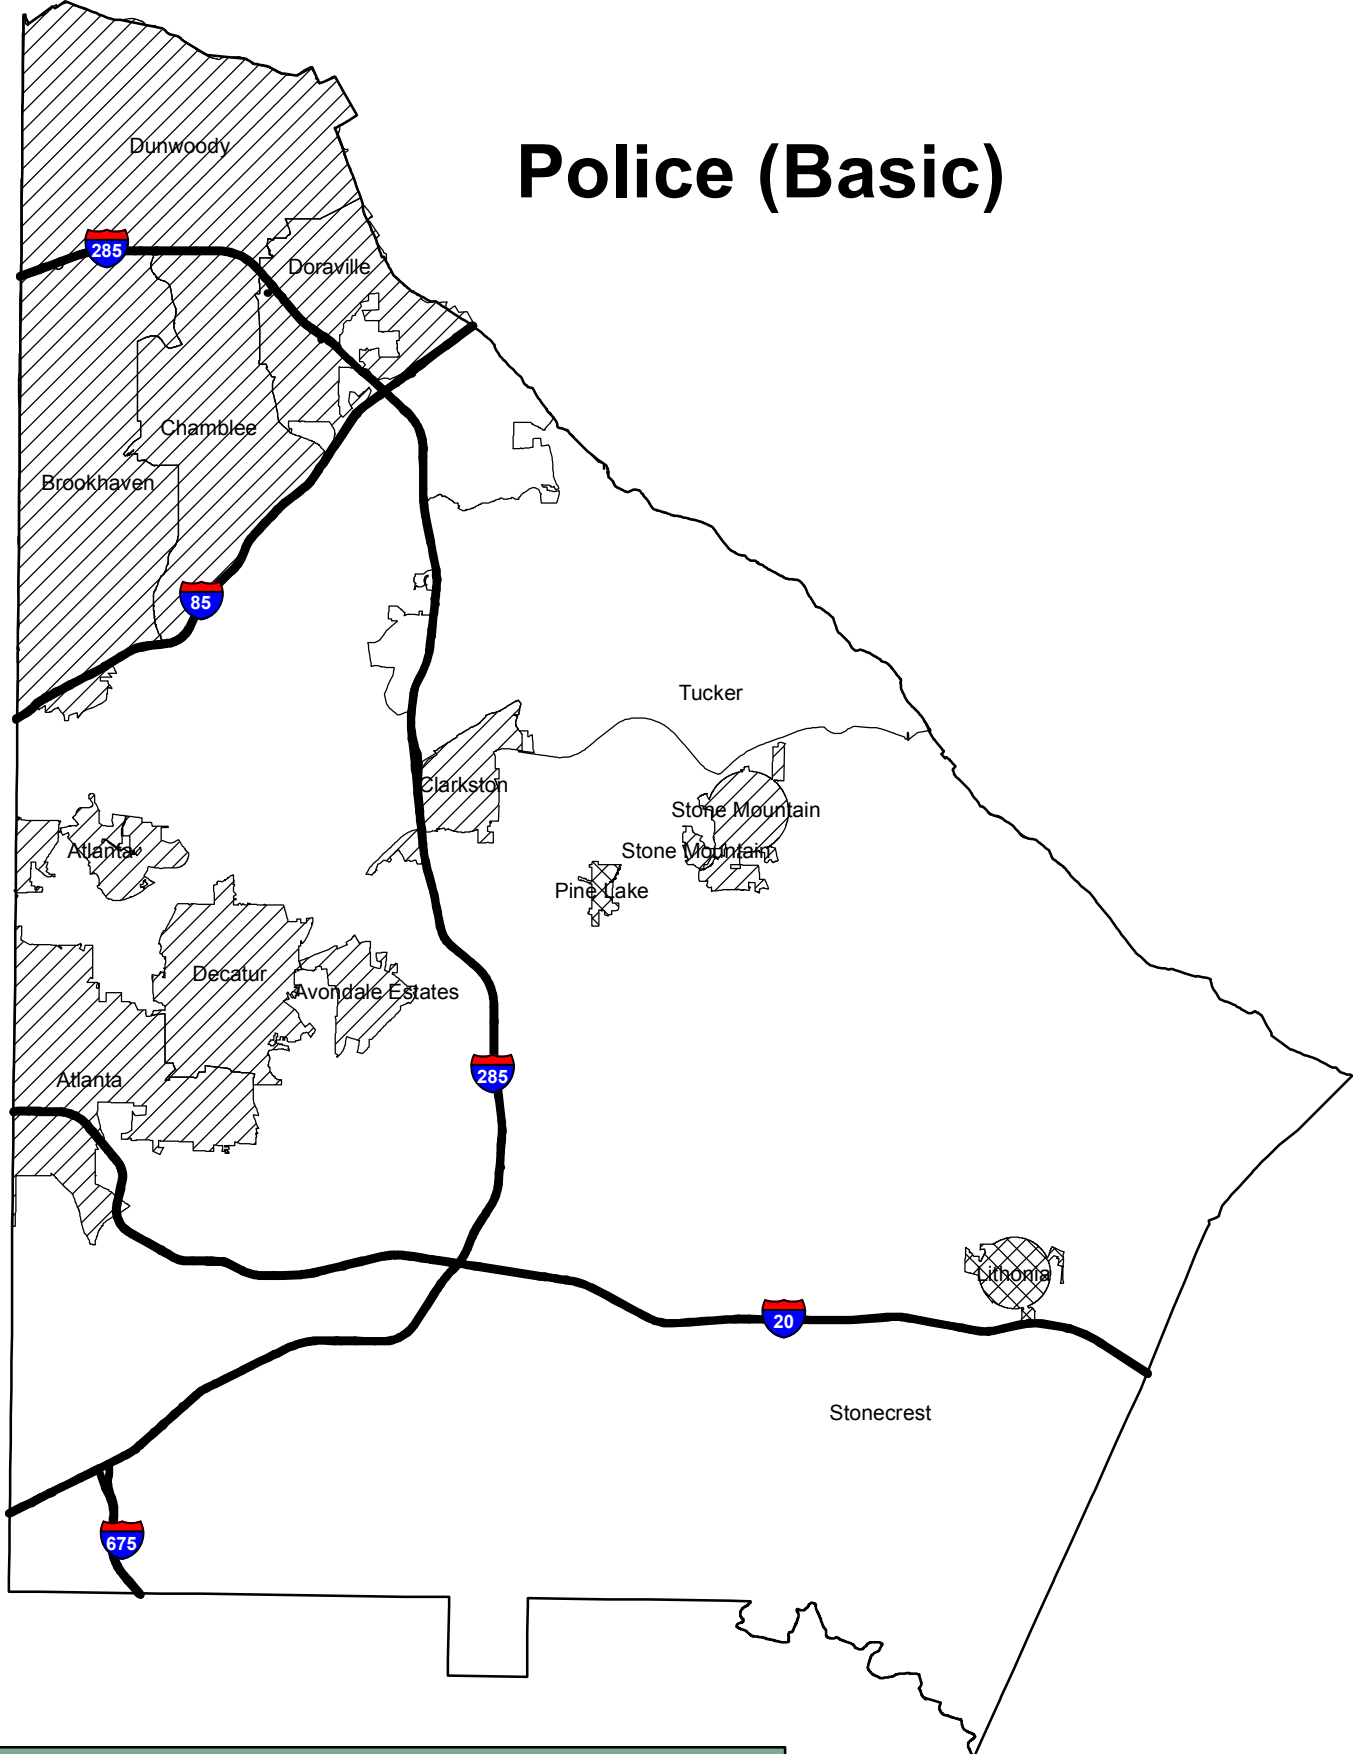 Dunwoody
Police (Basic)
285
Doraville
Chamblee
Brookhaven
85
Tucker
Clarkston
Stone Mountain
Atlanta
Stone Mountain
Pine Lake
Decatur
Avondale Estates
Atlanta
285
Lithonia
20
Stonecrest
675